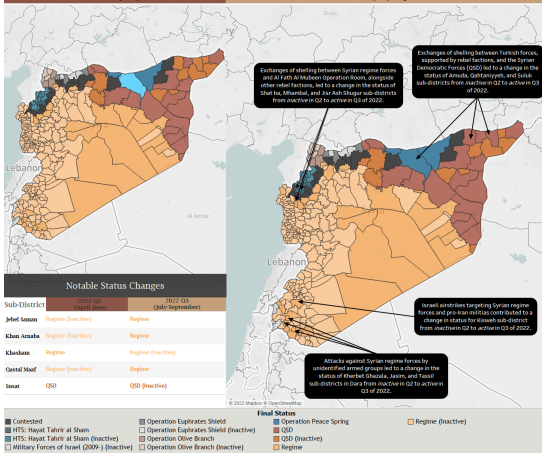 Exchanges of shelling between Syrian regime forces
and Al Fath Al Mubeen Operation Room, alongside
other rebel factions, led to a change in the status of
Shat ha, Mhambal, and Jisr Ash Shugur sub-districts
from inactive in Q2 to active in Q3 of 2022.
Exchanges of shelling between Turkish forces,
supported by rebel factions, and the Syrian
Democratic Forces (QSD) led to a change in the
status of Amuda, Qahtaniyyeh, and Suluk
sub-districts from inactive in Q2 to active in Q3
of 2022.
Lebanon
Al Anbar
Lebanon
Notable Status Changes
Sub-District
2022 Q2
(April-June)
2022 Q3
(July-September)
Jebel Saman Regime (Inactive) Regime
Khan Arnaba Regime (Inactive) Regime
Khasham Regime Regime (Inactive)
Qastal Maaf Regime (Inactive) Regime
Susat QSD QSD (Inactive)
Israeli airstrikes targeting Syrian regime
forces and pro-Iran militias contributed to a
change in status for Kisweh sub-district
from inactive in Q2 to active in Q3 of 2022.
Attacks against Syrian regime forces by
unidentified armed groups led to a change
in the status of Kherbet Ghazala, Jasim, and Tassil
sub-districts in Dara from inactive in Q2 to active in
Q3 of 2022.
© 2022 Mapbox © OpenStreetMap
Final Status
Contested
HTS: Hayat Tahrir al Sham
HTS: Hayat Tahrir al Sham (Inactive)
Military Forces of Israel (2009-) (Inactive)
Operation Euphrates Shield
Operation Euphrates Shield (Inactive)
Operation Olive Branch
Operation Olive Branch (Inactive)
Operation Peace Spring
QSD
QSD (Inactive)
Regime
Regime (Inactive)